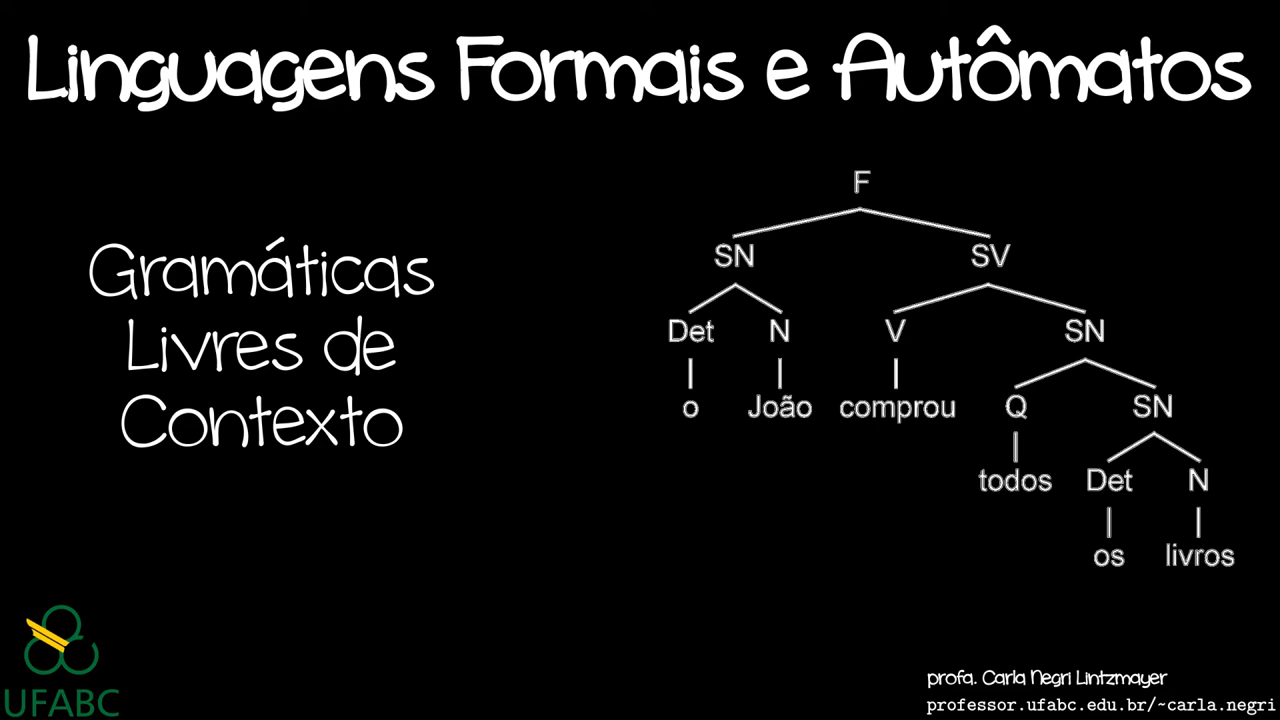 Linguagens Formais e Autômatos
Gramáticas
Livres de
Contexto
F
SN SV
Det N V SN
o João comprou Q SN
todos Det N
os livros
UFABC
profa. Carla Negri Lintzmayer
professor.ufabc.edu.br/~carla.negri